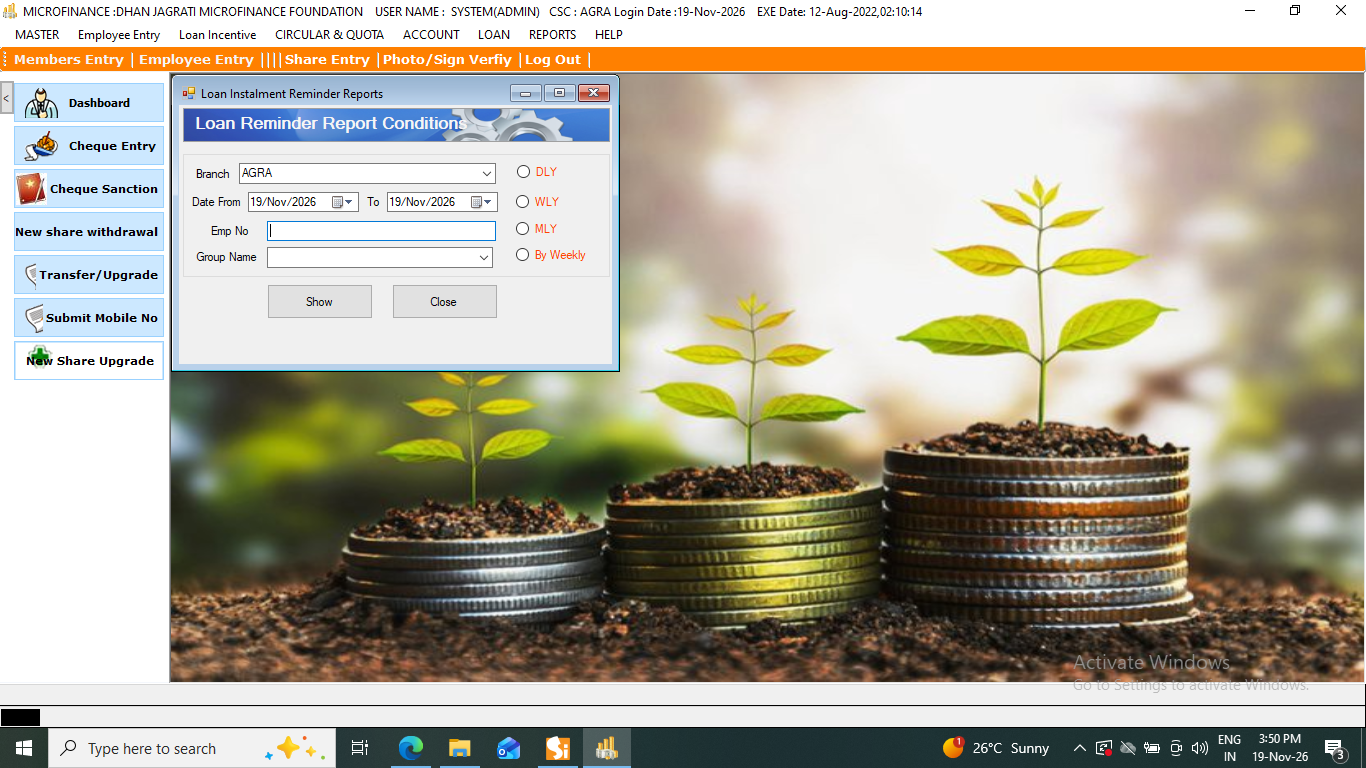 MICROFINANCE :DHAN JAGRATI MICROFINANCE FOUNDATION USER NAME : SYSTEM(ADMIN) CSC : AGRA Login Date :19-Nov-2026 EXE Date: 12-Aug-2022,02:10:14
MASTER Employee Entry Loan Incentive CIRCULAR & QUOTA ACCOUNT LOAN REPORTS HELP
Members Entry | Employee Entry ||||Share Entry |Photo/Sign Verfiy |Log Out |
<
Dashboard
Cheque Entry
Cheque Sanction
New share withdrawal
Transfer/Upgrade
Submit Mobile No
New Share Upgrade
Loan Instalment Reminder Reports
Loan Reminder Report Conditions
Branch AGRA DLY
Date From 19/Nov/2026 To 19/Nov/2026 WLY
Emp No MLY
Group Name By Weekly
Show Close
Activate Windows
Go to Settings to activate Windows.
Type here to search Si 1 26°C Sunny ENG IN 3:50 PM 19-Nov-26 3